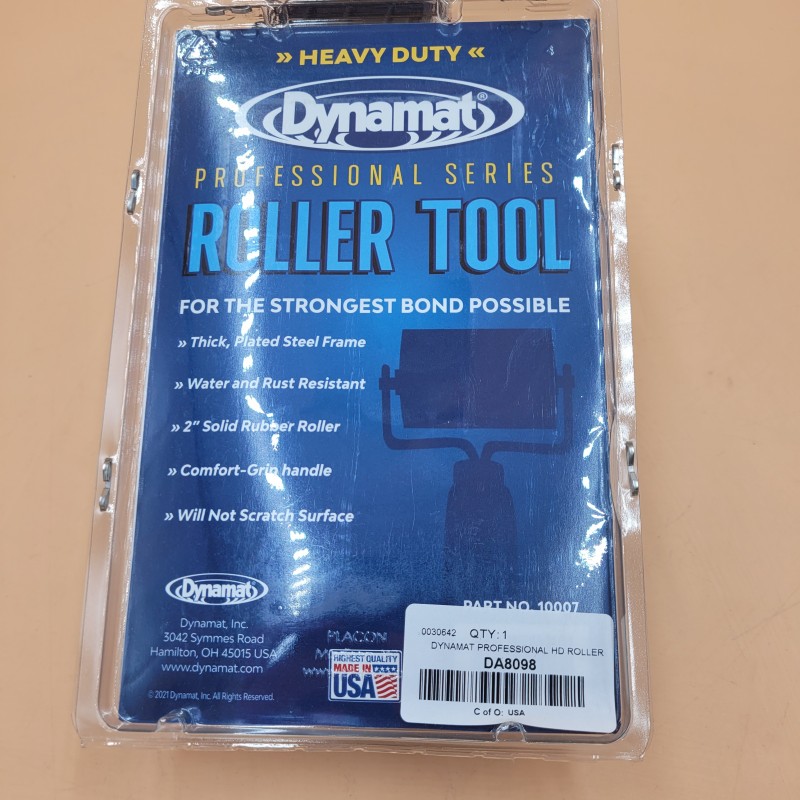 » HEAVY DUTY «
Dynamat®
PROFESSIONAL SERIES
ROLLER TOOL
FOR THE STRONGEST BOND POSSIBLE
» Thick, Plated Steel Frame
» Water and Rust Resistant
» 2" Solid Rubber Roller
» Comfort-Grip handle
» Will Not Scratch Surface
Dynamat®
Dynamat, Inc.
3042 Symmes Road
Hamilton, OH 45015 USA
www.dynamat.com
© 2021 Dynamat, Inc. All Rights Reserved.
PLACON
HIGHEST QUALITY
MADE IN
USA
PART NO. 10007
0030642 QTY: 1
DYNAMAT PROFESSIONAL HD ROLLER
DA8098
C of O: USA